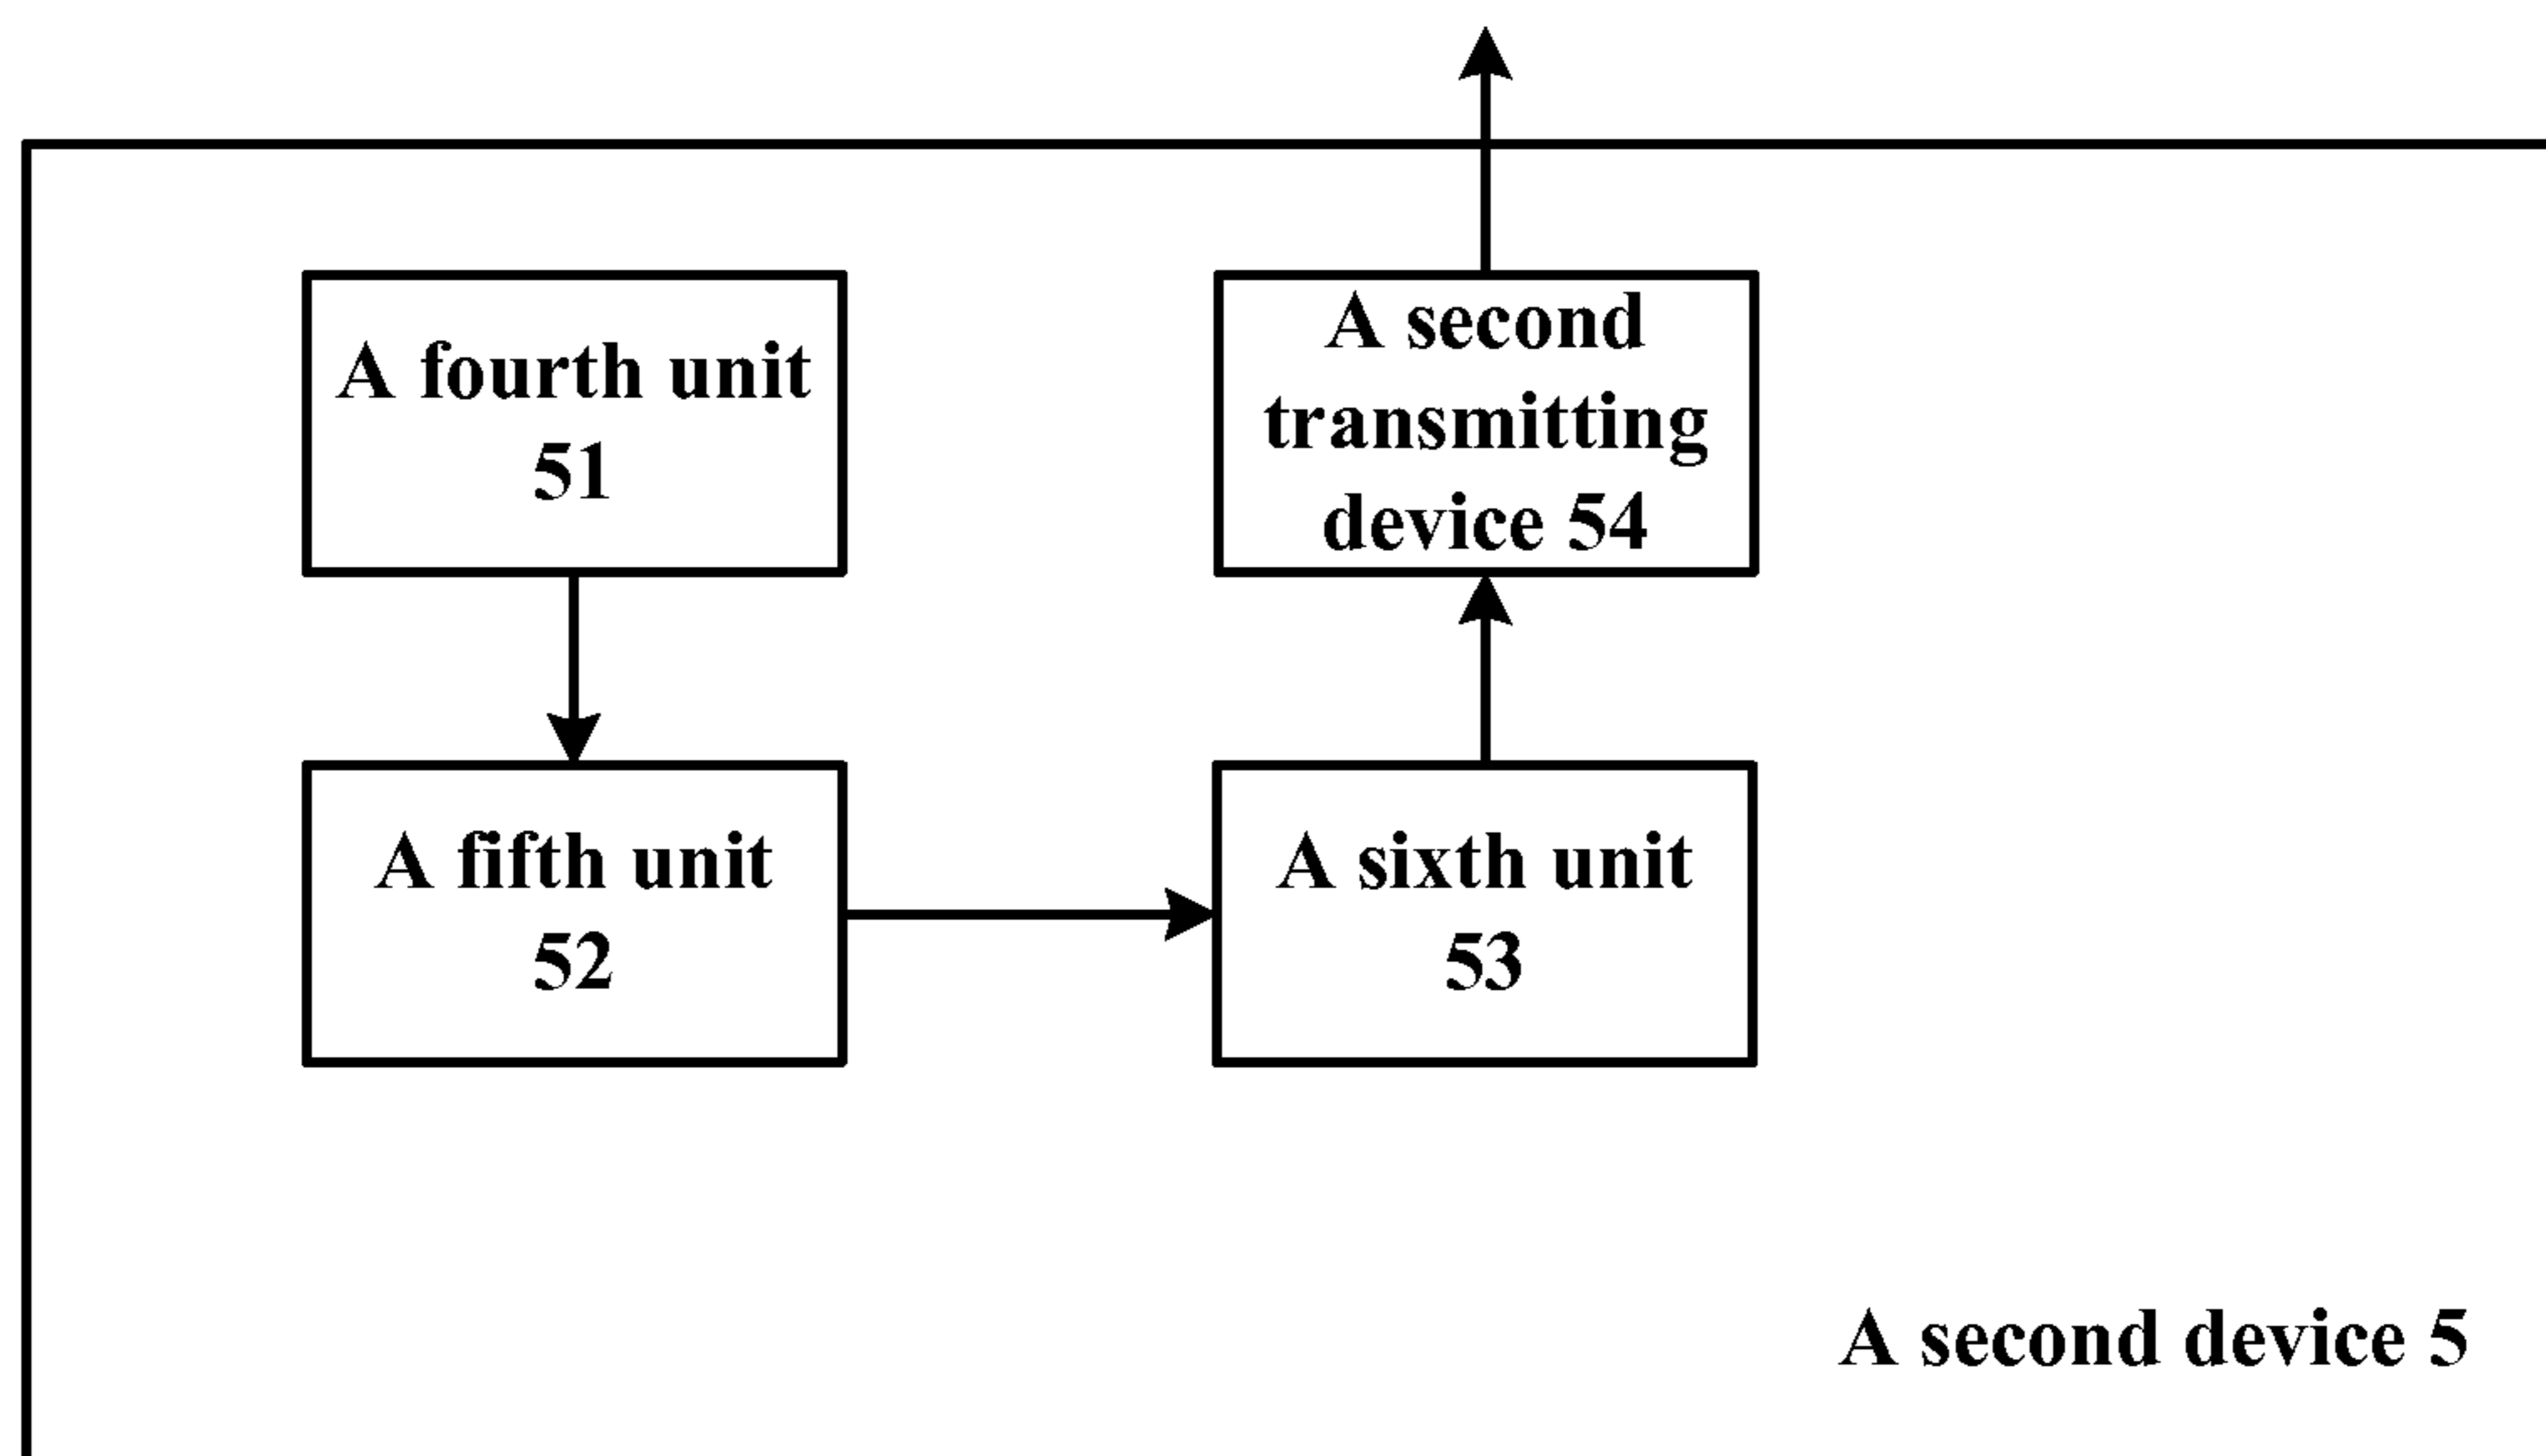 A fourth unit
51
A second
transmitting
device 54
A fifth unit
52
A sixth unit
53
A second device 5